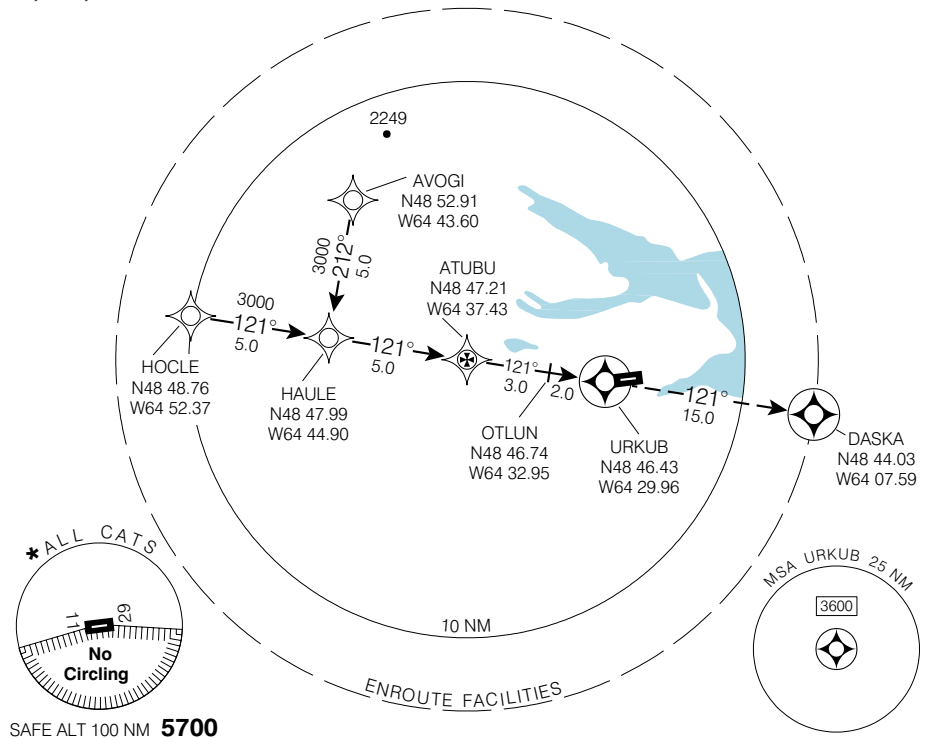 2249
AVOGI
N48 52.91
W64 43.60
3000
212°
5.0
ATUBU
N48 47.21
W64 37.43
3000
121°
5.0
HOCLE
N48 48.76
W64 52.37
121°
5.0
HAULE
N48 47.99
W64 44.90
121°
3.0
2.0
OTLUN
N48 46.74
W64 32.95
URKUB
N48 46.43
W64 29.96
121°
15.0
DASKA
N48 44.03
W64 07.59
*ALL CATS
11
29
No
Circling
SAFE ALT 100 NM 5700
10 NM
ENROUTE FACILITIES
MSA URKUB 25 NM
3600